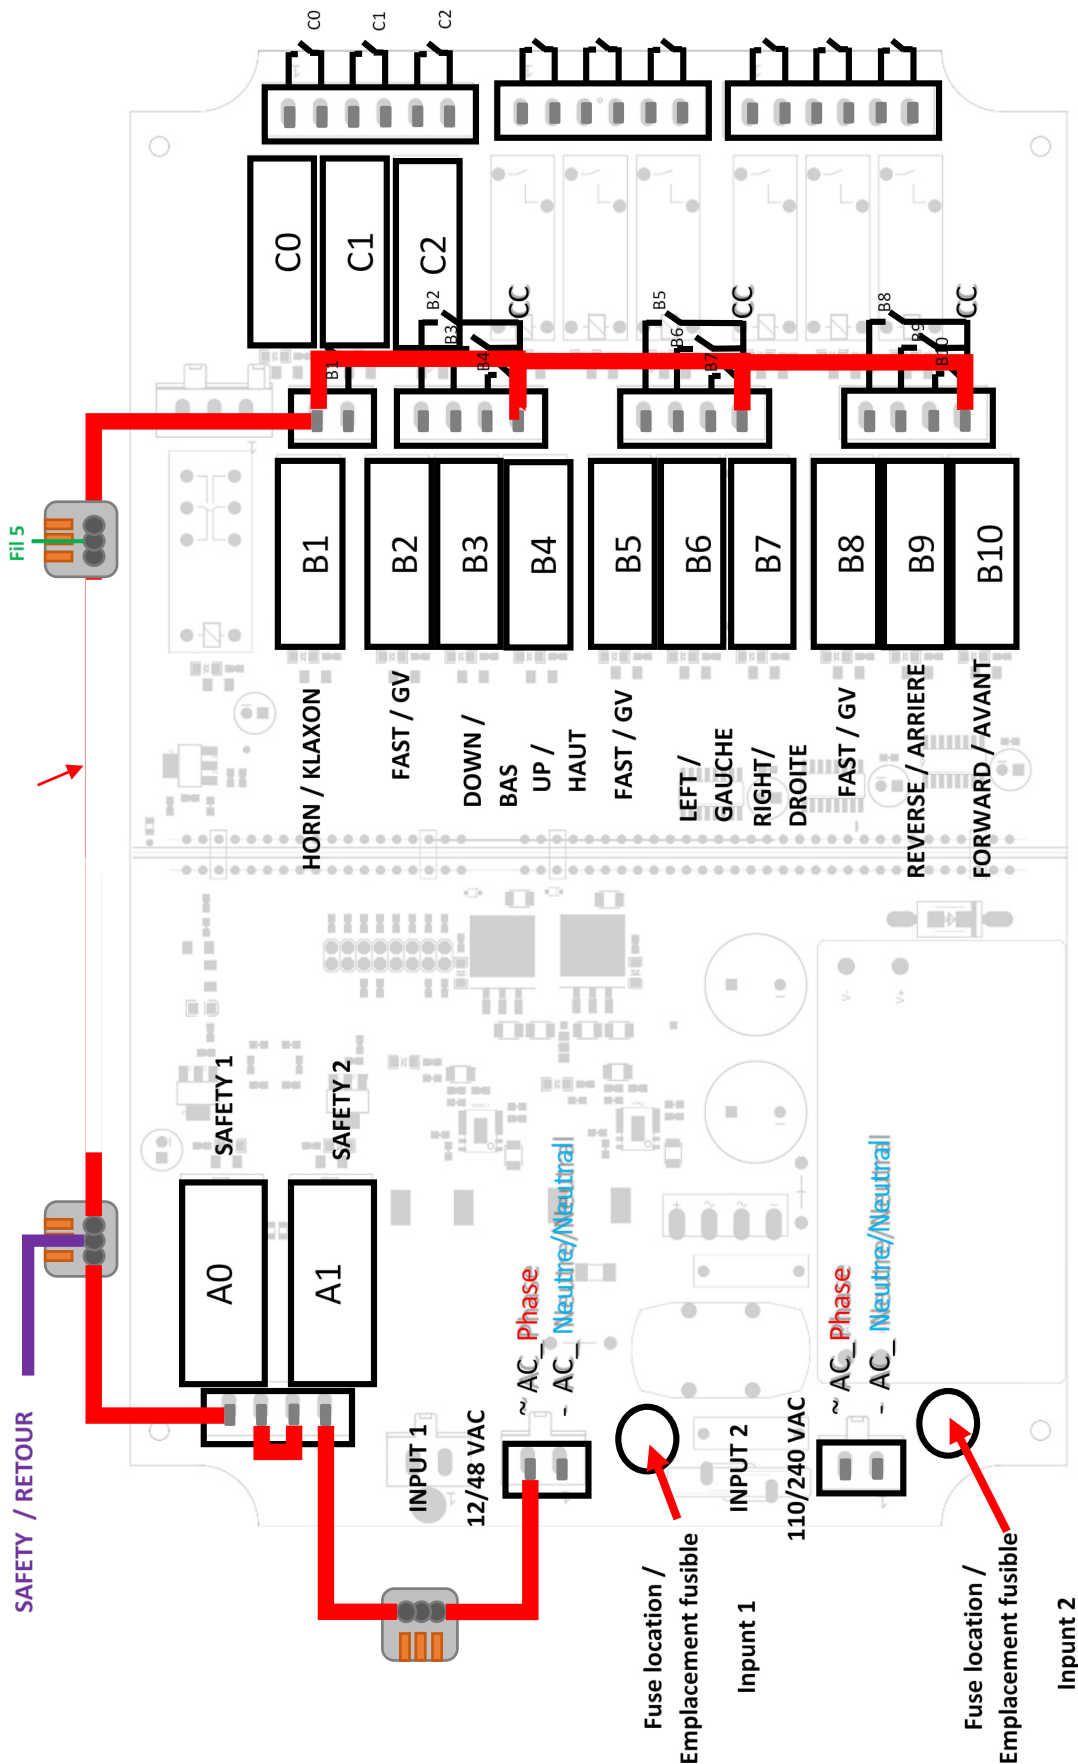 SAFETY / RETOUR
Fil 5
C0
C1
C2
C0
C1
C2
B1
B2
B3
B4
CC
B5
B6
B7
CC
B8
B9
B10
CC
B1
B2
B3
B4
B5
B6
B7
B8
B9
B10
HORN / KLAXON
FAST / GV
DOWN /
BAS
UP /
HAUT
FAST / GV
LEFT /
GAUCHE
RIGHT/
DROITE
FAST / GV
REVERSE / ARRIERE
FORWARD / AVANT
SAFETY 1
SAFETY 2
A0
A1
V-
V+
INPUT 1
12/48 VAC
~ AC_Phase
- AC_Neutre/Neutral
INPUT 2
110/240 VAC
~ AC_Phase
- AC_Neutre/Neutral
Fuse location /
Emplacement fusible
Inpunt 1
Fuse location /
Emplacement fusible
Inpunt 2